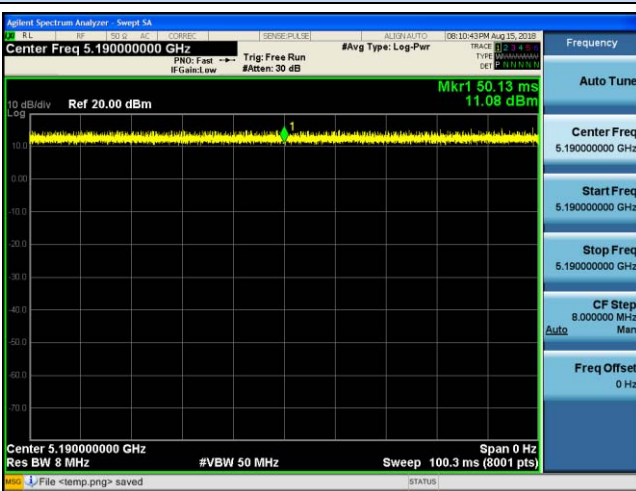 Agilent Spectrum Analyzer - Swept SA
RL RF 50 Ω AC CORREC SENSE:PULSE ALIGN AUTO 08:10:43PM Aug 15, 2018
Center Freq 5.190000000 GHz
PNO: Fast
IFGain:Low
Trig: Free Run
#Atten: 30 dB
#Avg Type: Log-Pwr
TRACE 1 2 3 4 5 6
TYPE
DET P N N N N N
Mkr1 50.13 ms
11.08 dBm
10 dB/div Ref 20.00 dBm
Log
1
10.0
0.00
-10.0
-20.0
-30.0
-40.0
-50.0
-60.0
-70.0
Center 5.190000000 GHz
Span 0 Hz
Res BW 8 MHz
#VBW 50 MHz
Sweep 100.3 ms (8001 pts)
MSG File <temp.png> saved
STATUS
Frequency
Auto Tune
Center Freq
5.190000000 GHz
Start Freq
5.190000000 GHz
Stop Freq
5.190000000 GHz
CF Step
8.000000 MHz
Auto Man
Freq Offset
0 Hz